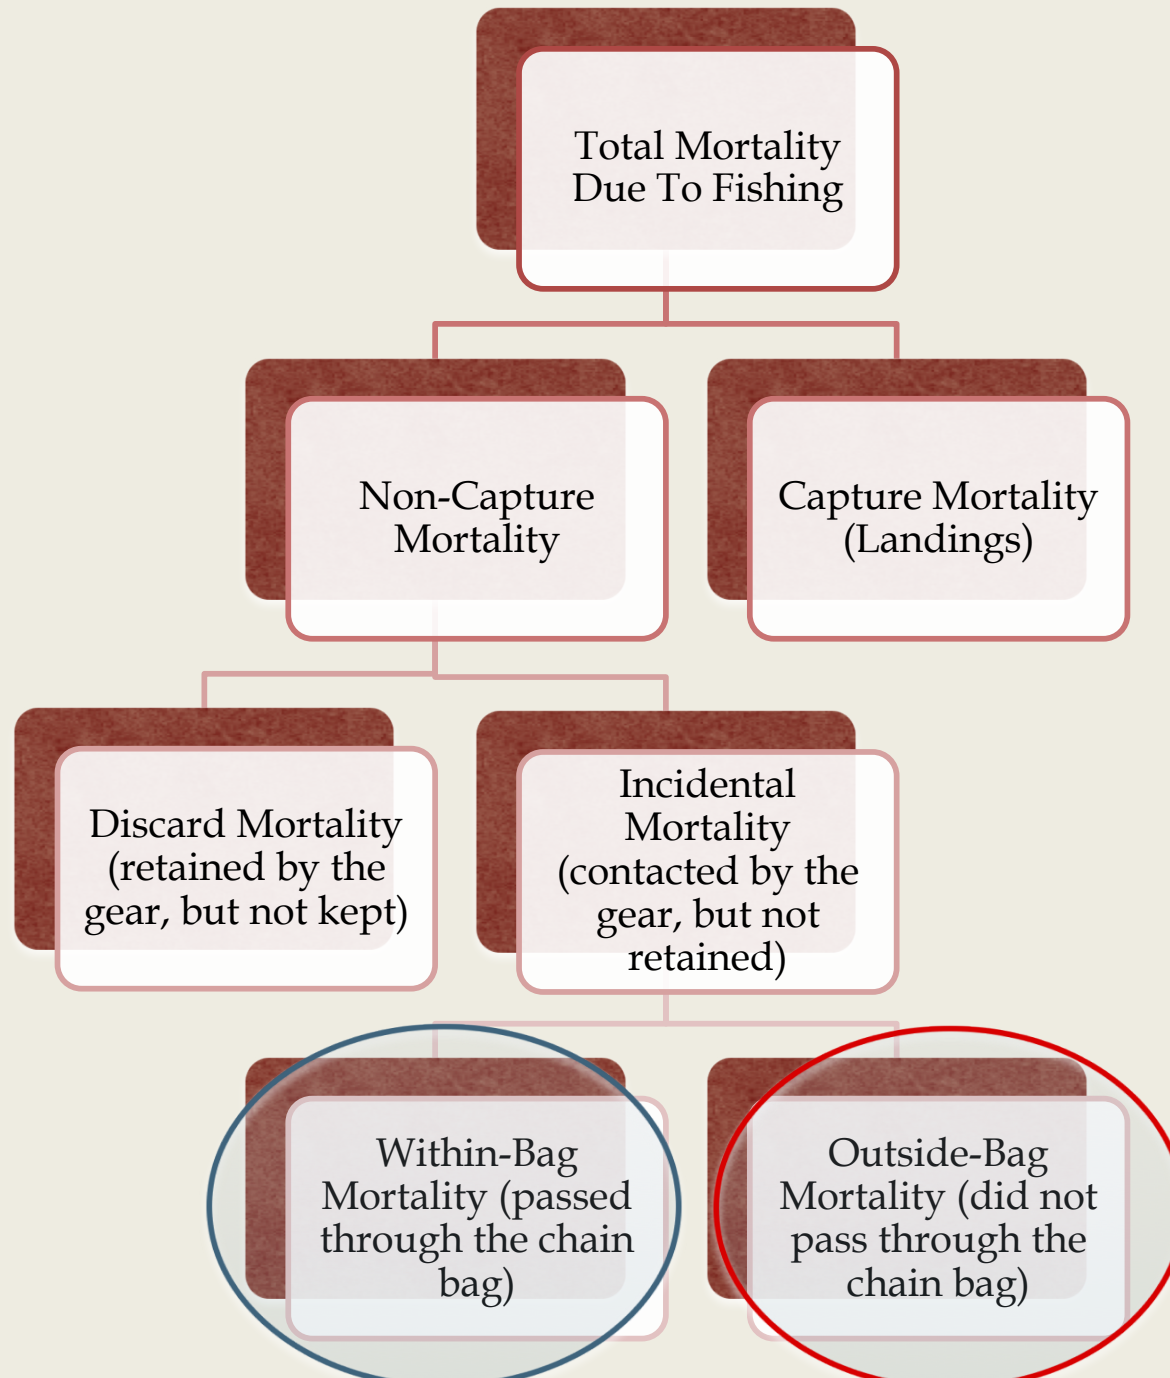 Total Mortality
Due To Fishing
Non-Capture
Mortality
Capture Mortality
(Landings)
Discard Mortality
(retained by the
gear, but not kept)
Incidental
Mortality
(contacted by the
gear, but not
retained)
Within-Bag
Mortality (passed
through the chain
bag)
Outside-Bag
Mortality (did not
pass through the
chain bag)